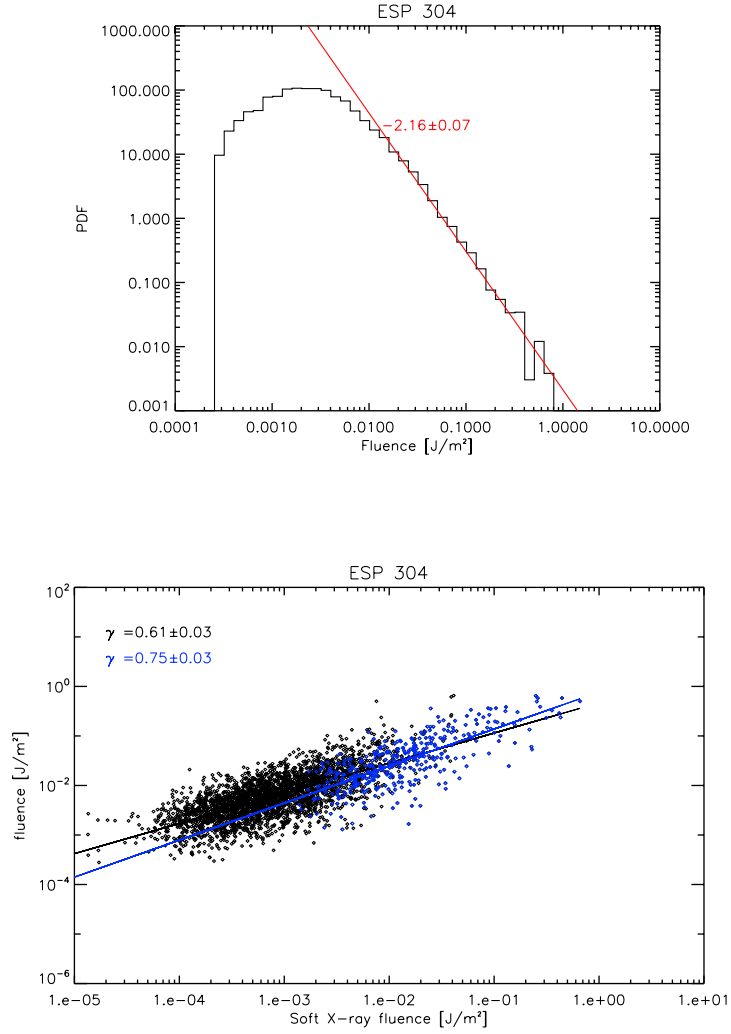 ESP 304
1000.000
100.000
10.000
1.000
0.100
0.010
0.001
PDF
−2.16±0.07
0.0001 0.0010 0.0100 0.1000 1.0000 10.0000
Fluence [J/m²]
ESP 304
10²
10⁰
10⁻²
10⁻⁴
10⁻⁶
fluence [J/m²]
γ =0.61±0.03
γ =0.75±0.03
1.e−05 1.e−04 1.e−03 1.e−02 1.e−01 1.e+00 1.e+01
Soft X−ray fluence [J/m²]